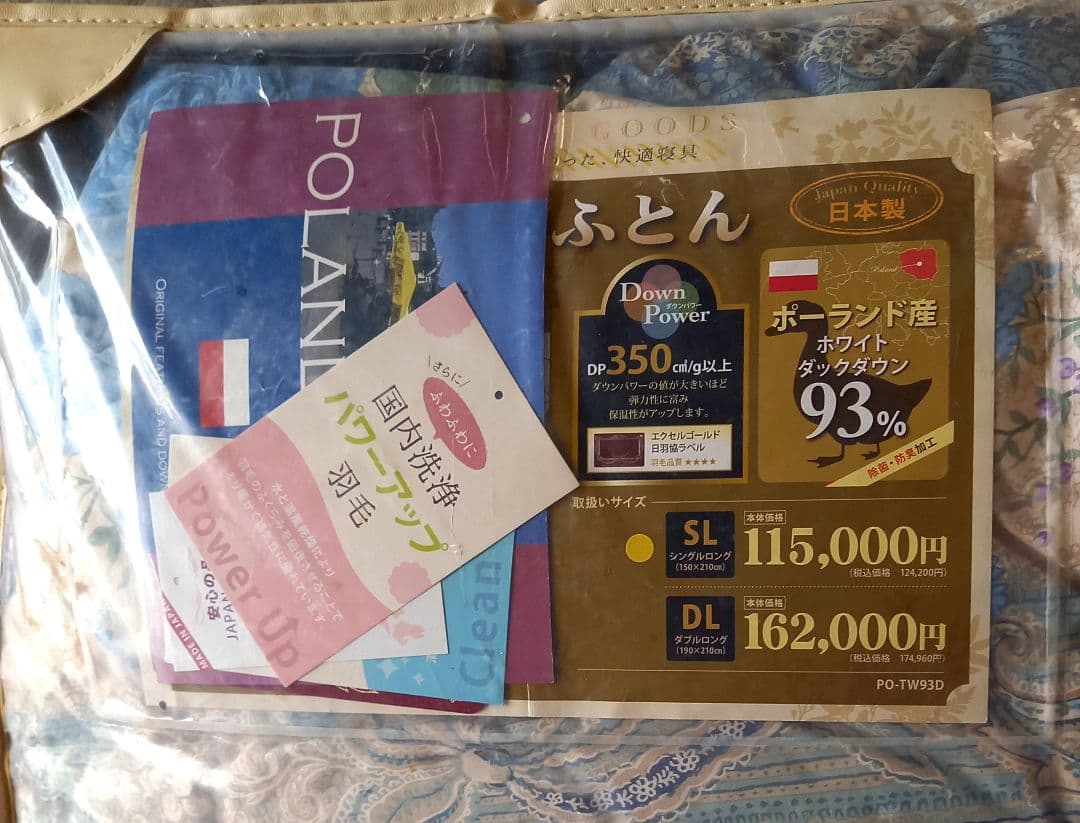 POLAND
ORIGINAL FEATHERS AND DOWN
GOODS
った、快適寝具
ふとん
Japan Quality
日本製
Down
ダウンパワー
Power
DP350㎤/g以上
ダウンパワーの値が大きいほど
弾力性に富み
保温性がアップします。
エクセルゴールド
日羽協ラベル
羽毛品質 ★★★★
Poland
ポーランド産
ホワイト
ダックダウン
93%
除菌・防臭加工
取扱いサイズ
SL
シングルロング
(150×210㎝)
本体価格
115,000円
(税込価格 124,200円)
DL
ダブルロング
(190×210㎝)
本体価格
162,000円
(税込価格 174,960円)
PO-TW93D
\さらに/
ふわふわに
国内洗浄
パワーアップ
羽毛
Power Up
安心の
JAPAN
MADE IN JAPAN
Clean